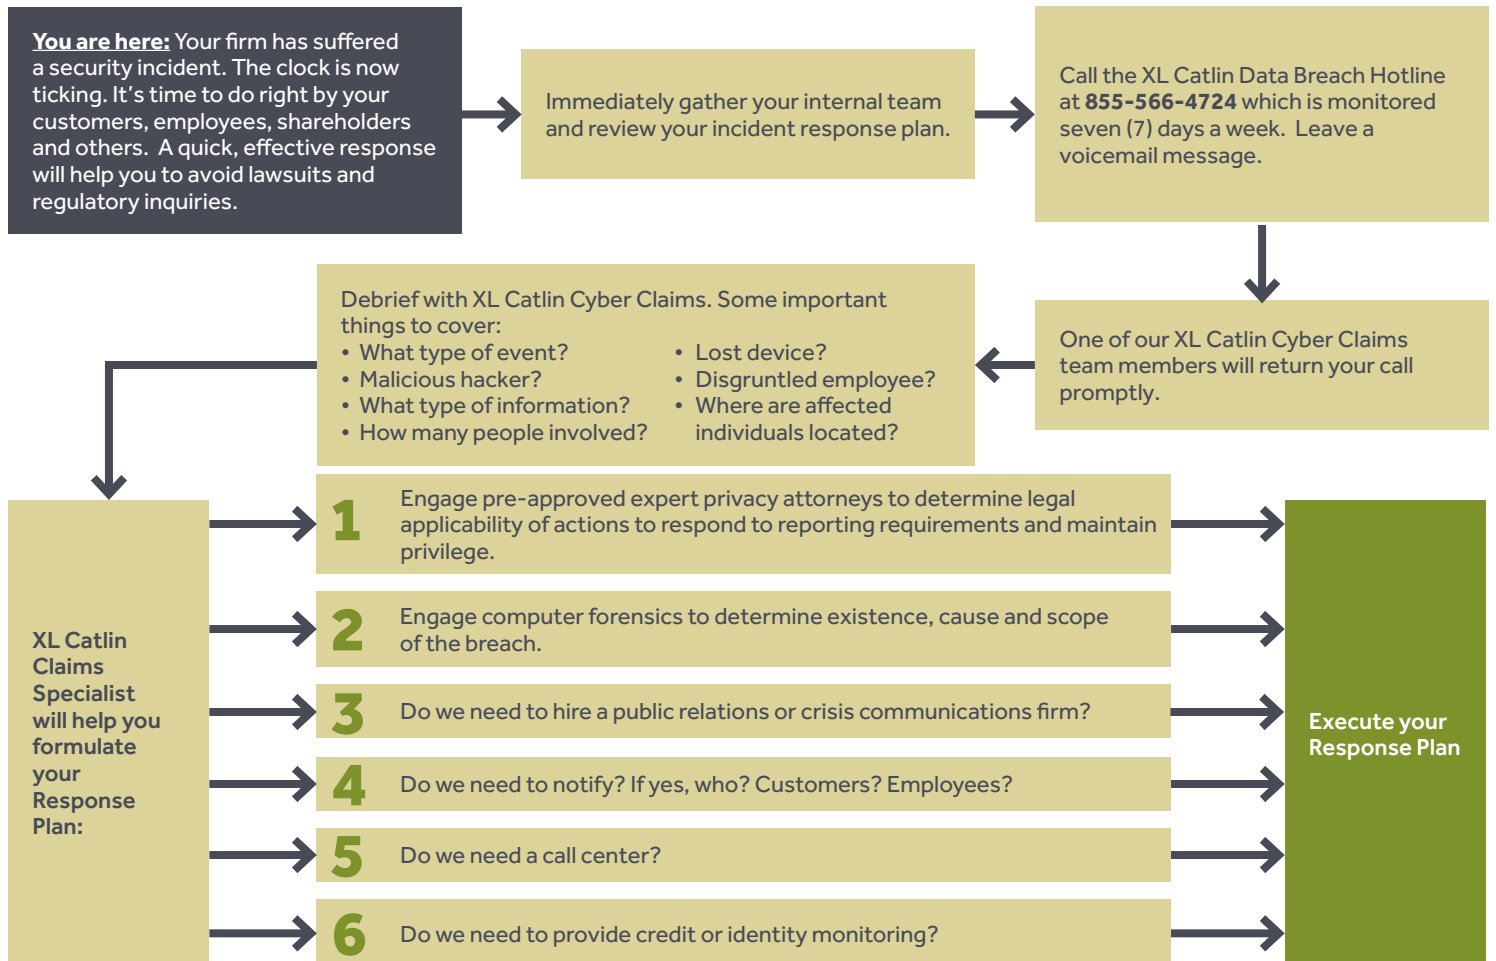 You are here: Your firm has suffered
a security incident. The clock is now
ticking. It's time to do right by your
customers, employees, shareholders
and others.  A quick, effective response
will help you to avoid lawsuits and
regulatory inquiries.
Immediately gather your internal team
and review your incident response plan.
Call the XL Catlin Data Breach Hotline
at 855-566-4724 which is monitored
seven (7) days a week.  Leave a
voicemail message.
One of our XL Catlin Cyber Claims
team members will return your call
promptly.
Debrief with XL Catlin Cyber Claims. Some important
things to cover:
• What type of event?
• Malicious hacker?
• What type of information?
• How many people involved?
• Lost device?
• Disgruntled employee?
• Where are affected
individuals located?
XL Catlin
Claims
Specialist
will help you
formulate
your
Response
Plan:
1
Engage pre-approved expert privacy attorneys to determine legal
applicability of actions to respond to reporting requirements and maintain
privilege.
2
Engage computer forensics to determine existence, cause and scope
of the breach.
3
Do we need to hire a public relations or crisis communications firm?
4
Do we need to notify? If yes, who? Customers? Employees?
5
Do we need a call center?
6
Do we need to provide credit or identity monitoring?
Execute your
Response Plan